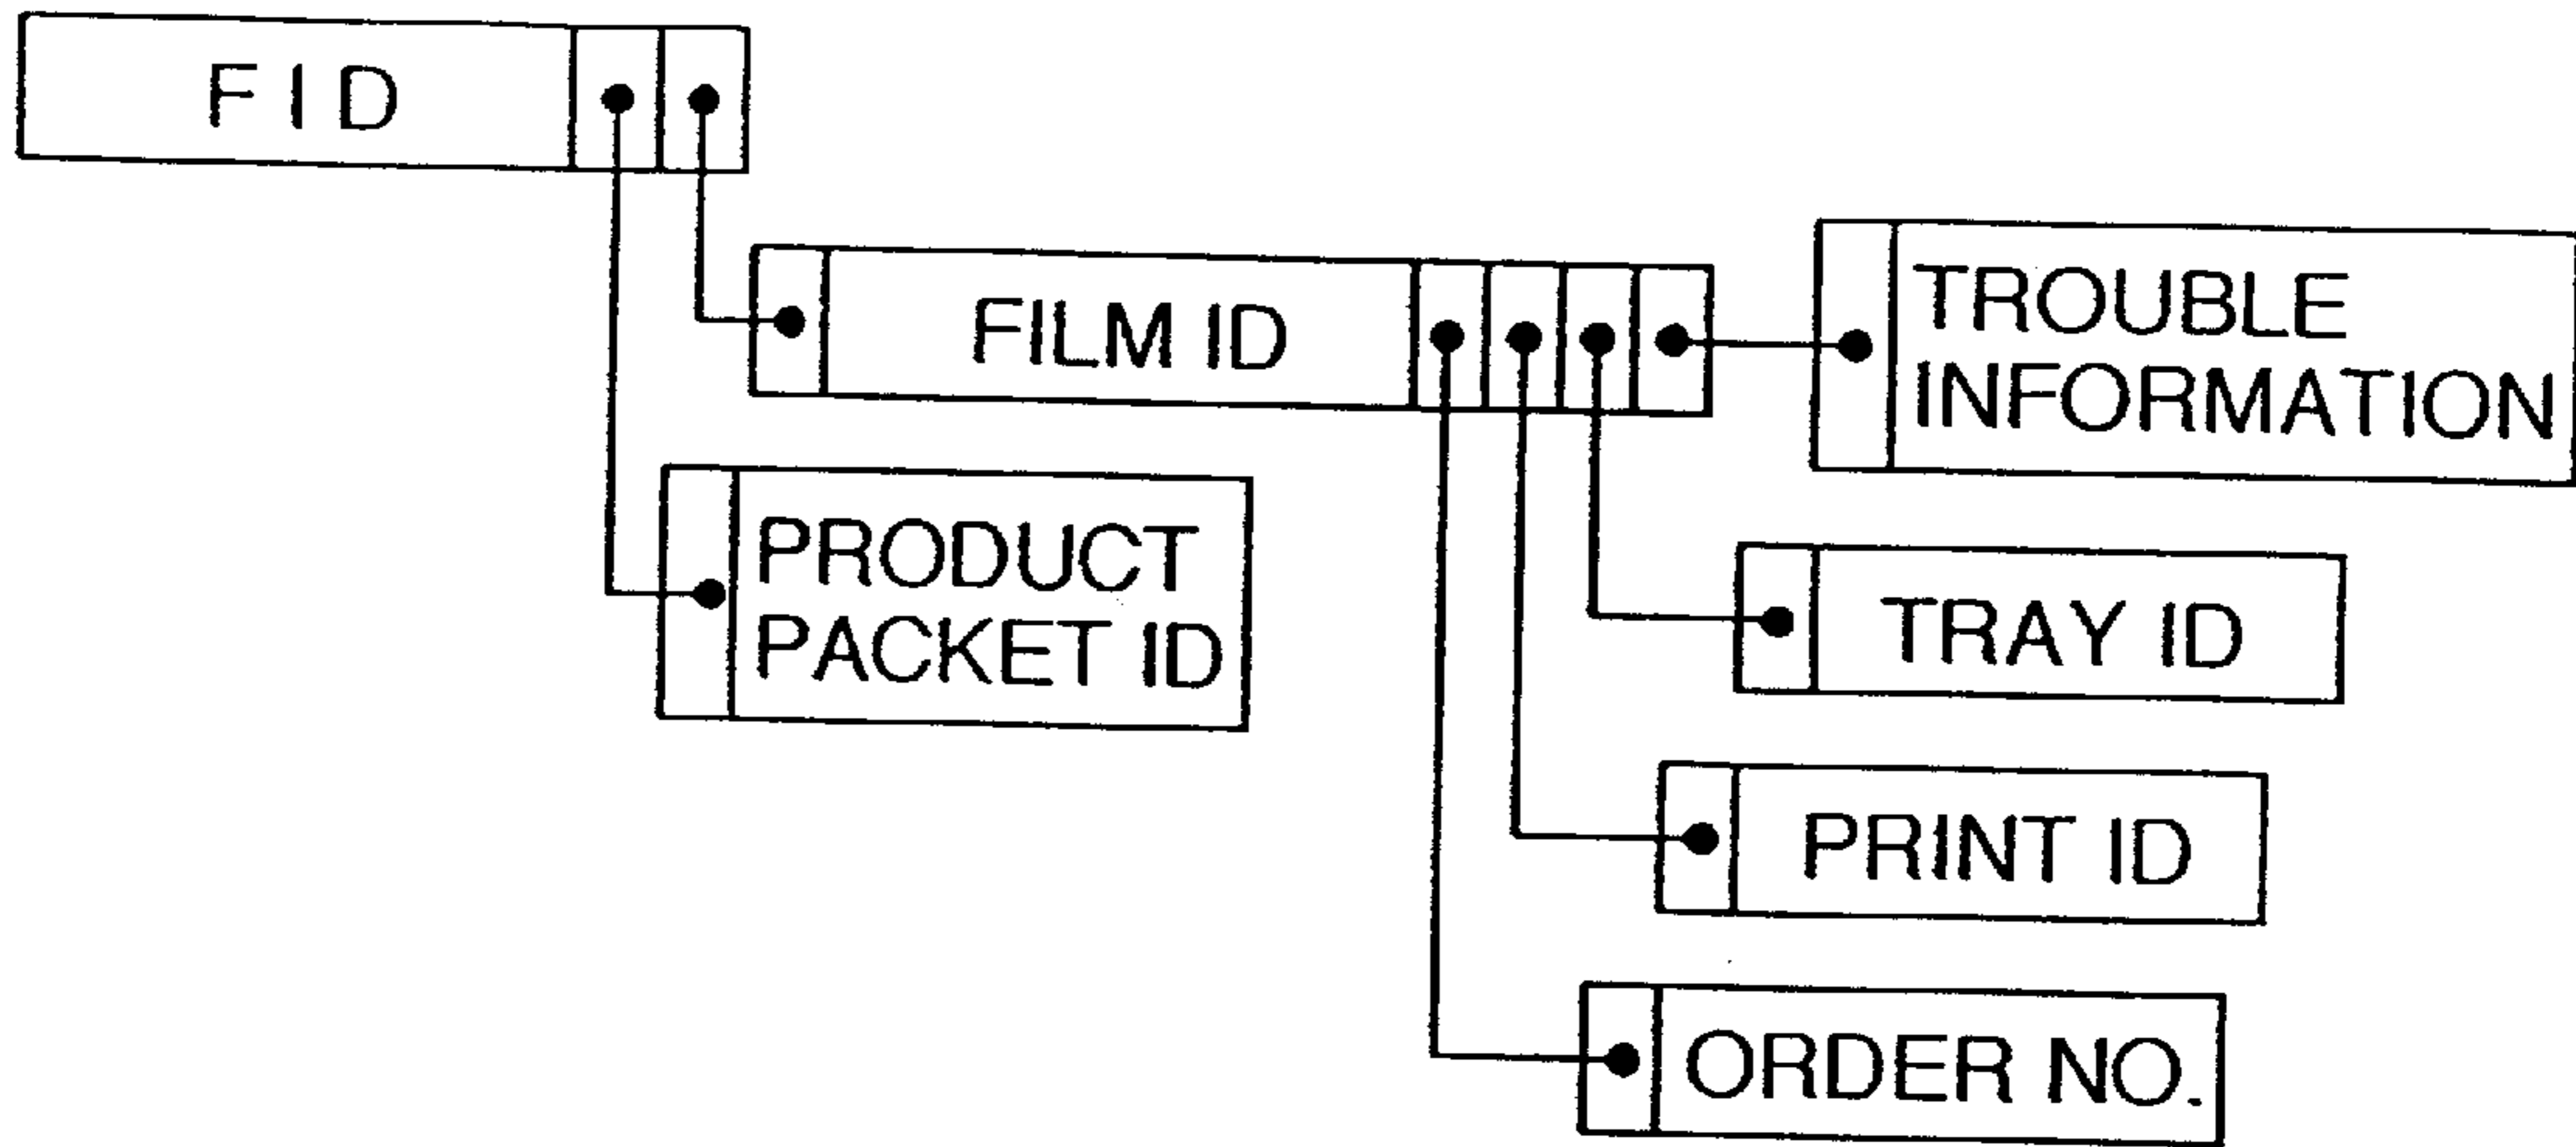 FID
FILM ID
TROUBLE
INFORMATION
PRODUCT
PACKET ID
TRAY ID
PRINT ID
ORDER NO.